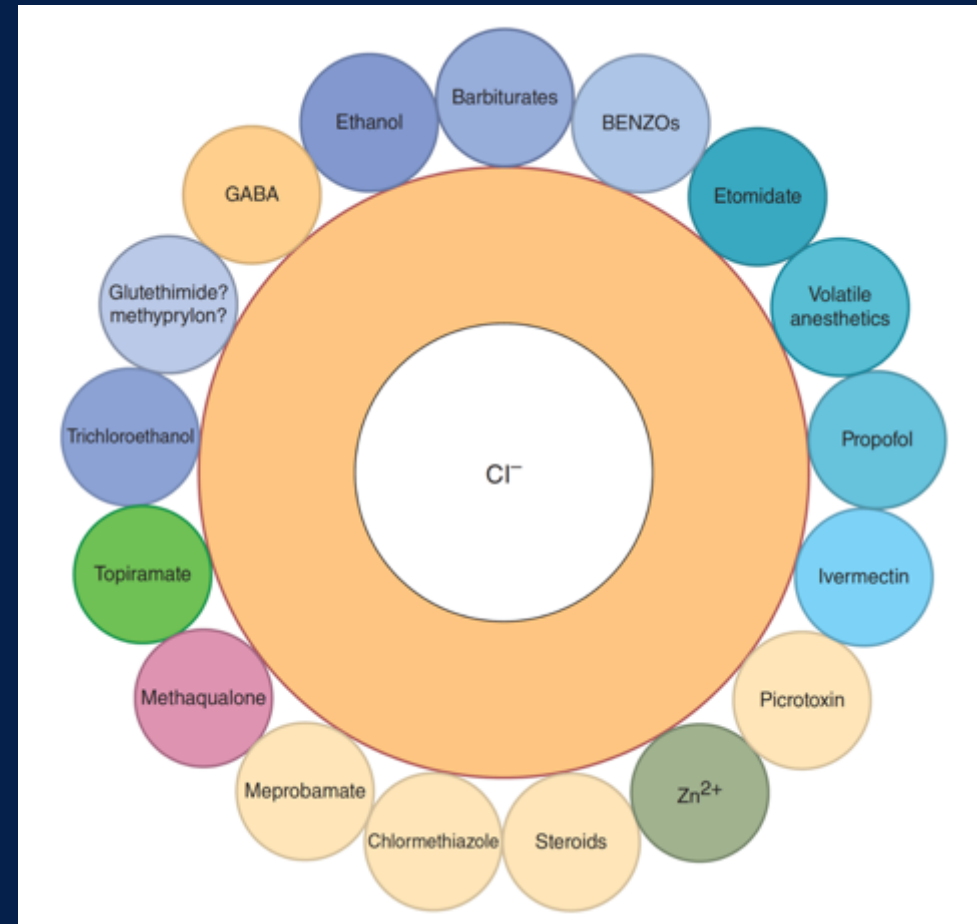 Barbiturates
BENZOs
Etomidate
Volatile
anesthetics
Propofol
Ivermectin
Picrotoxin
Zn²⁺
Steroids
Chlormethiazole
Meprobamate
Methaqualone
Topiramate
Trichloroethanol
Glutethimide?
methyprylon?
GABA
Ethanol
Cl⁻